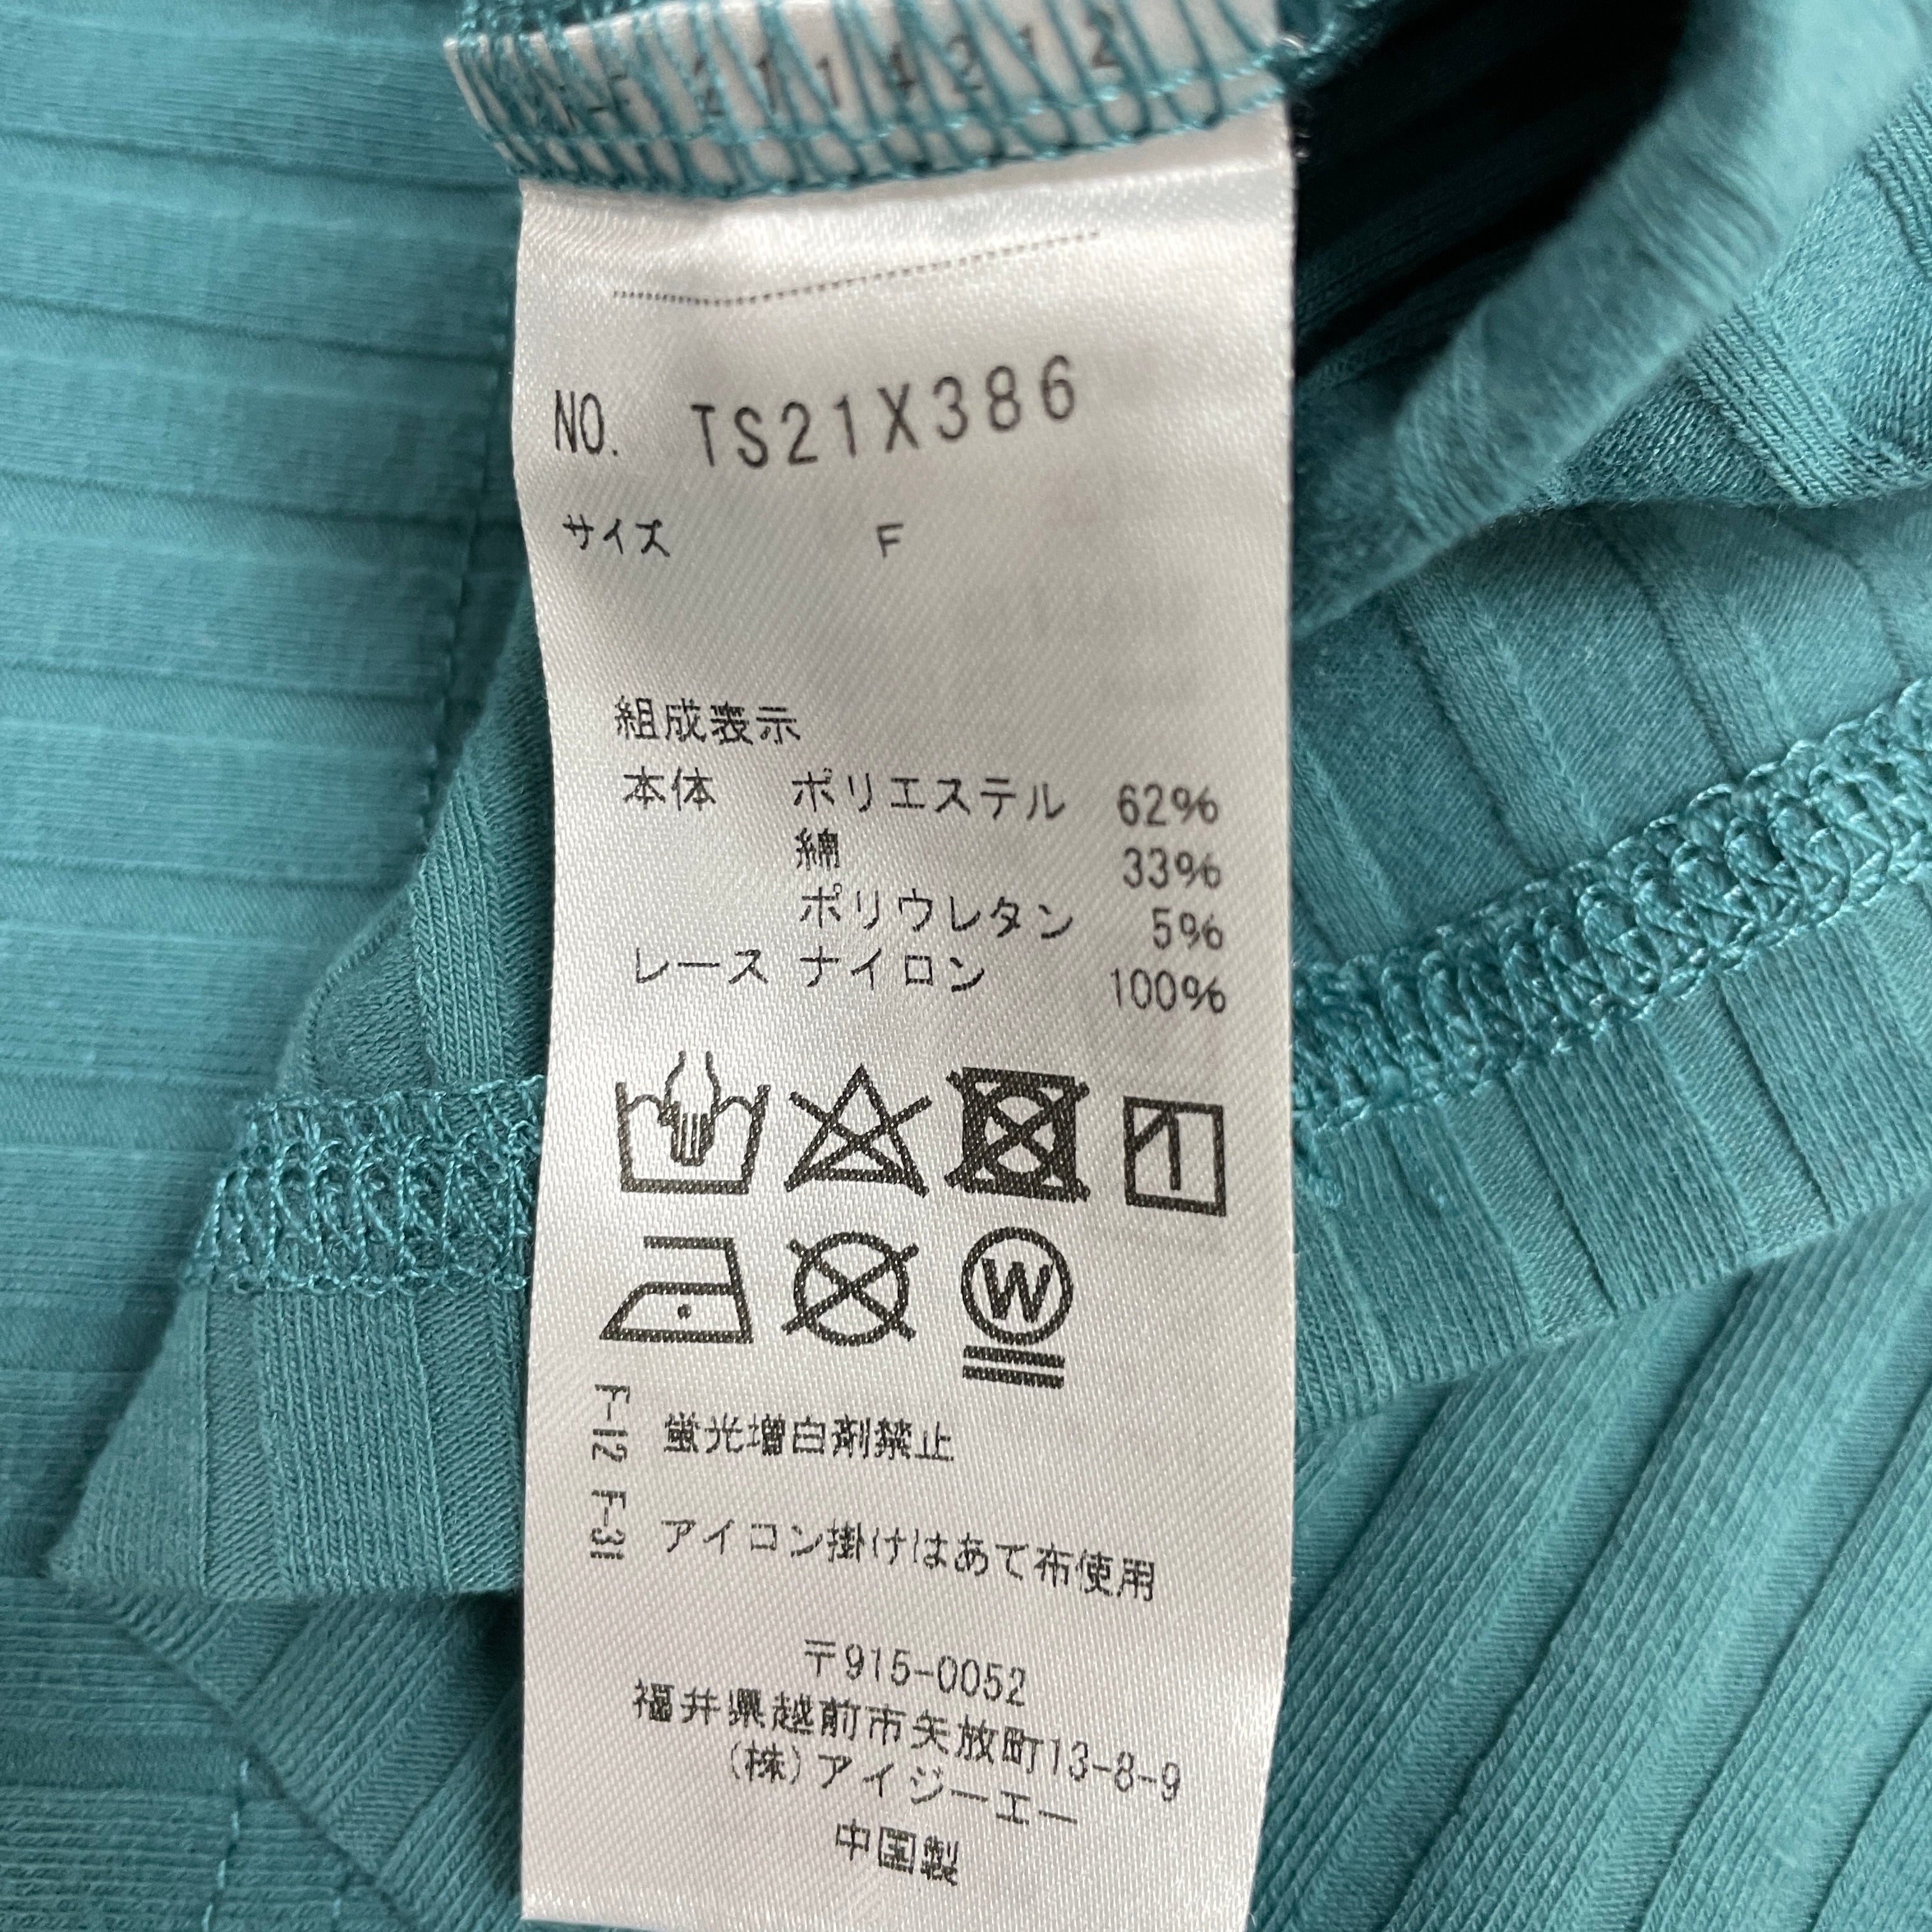 NO. TS21X386
サイズ F
組成表示
本体 ポリエステル 62%
綿 33%
ポリウレタン 5%
レース ナイロン 100%
W
F-12 蛍光増白剤禁止
F-31 アイロン掛けはあて布使用
〒915-0052
福井県越前市矢放町13-8-9
(株)アイジーエー
中国製